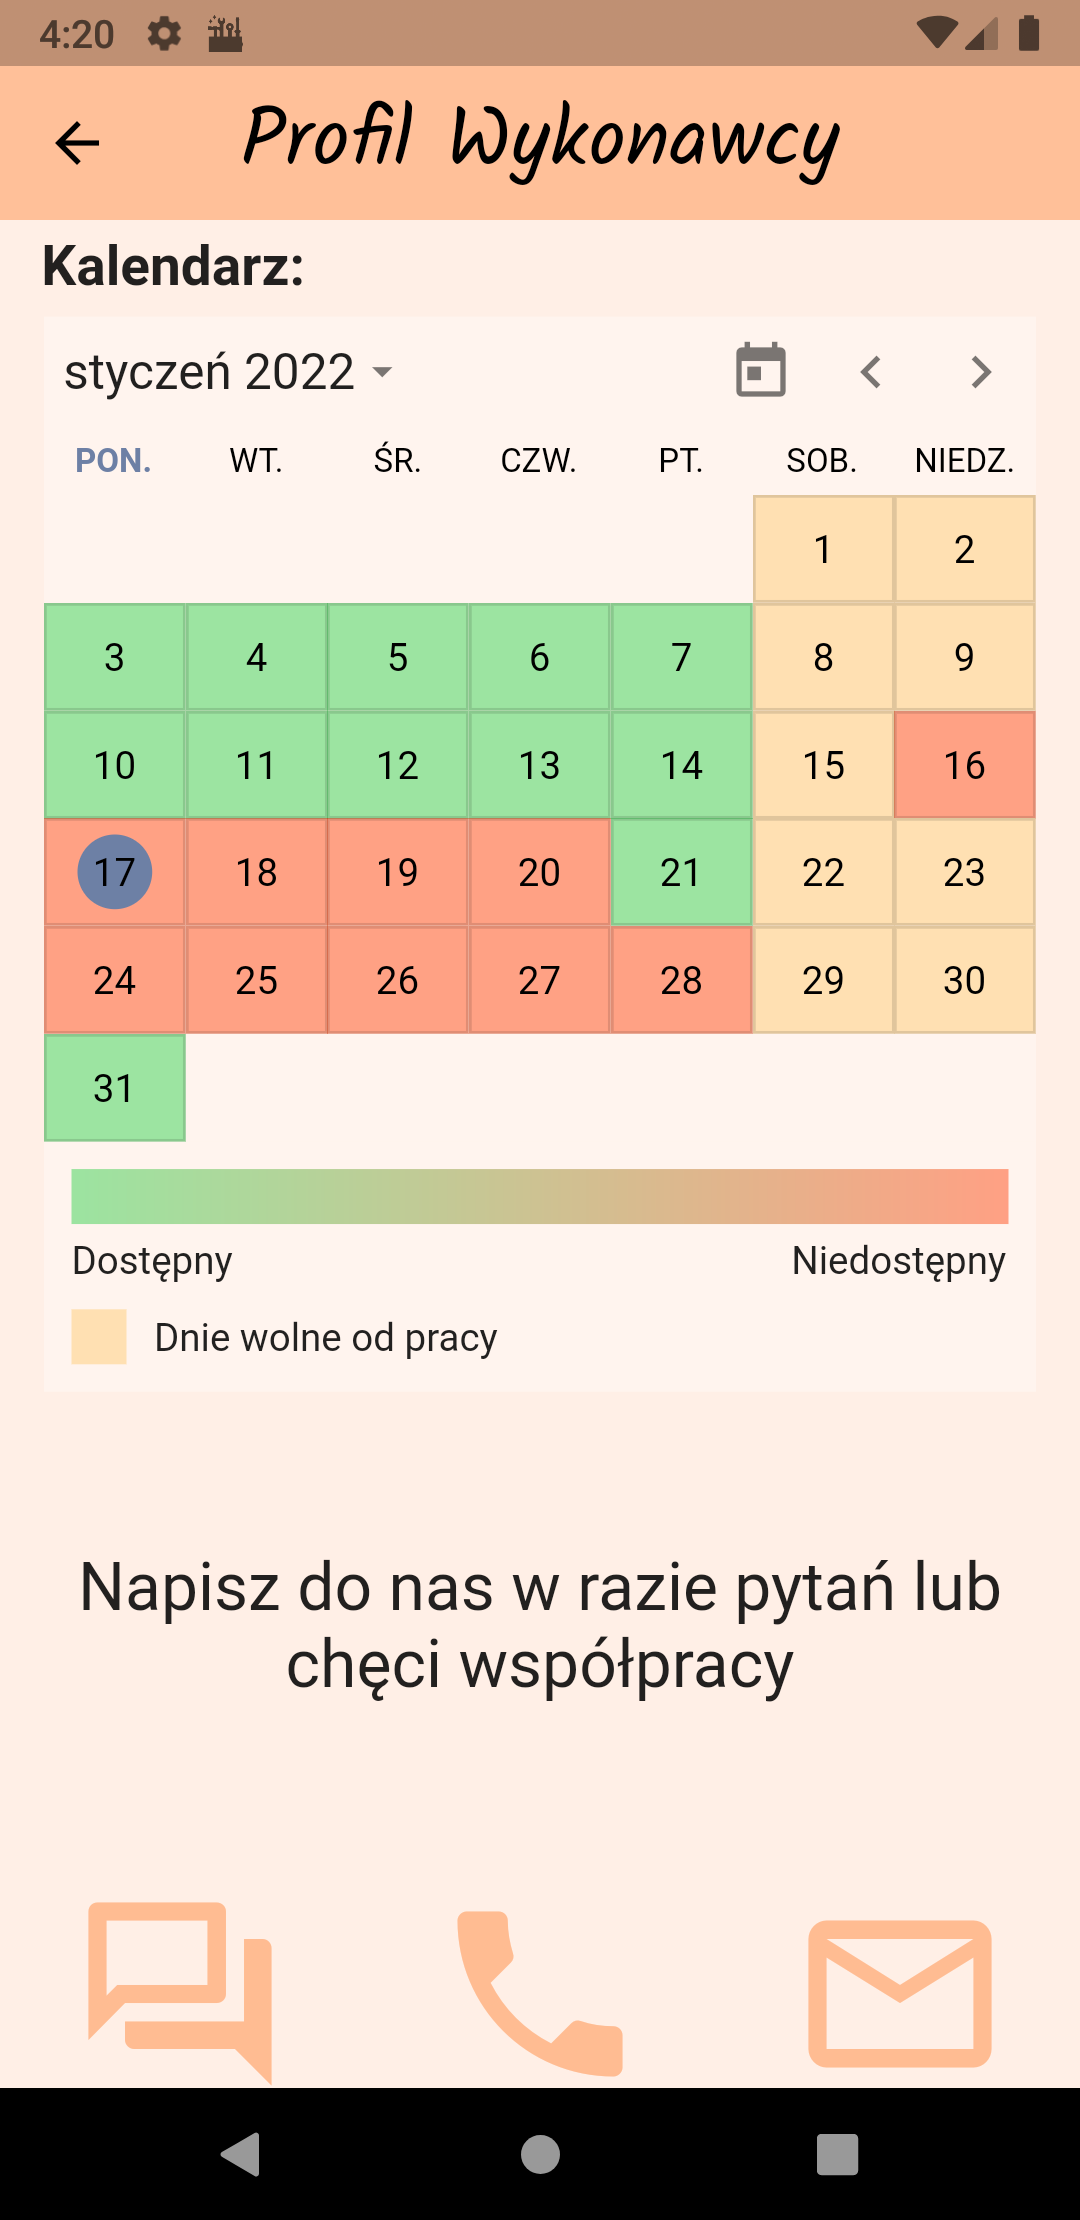 4:20
Profil Wykonawcy
Kalendarz:
styczeń 2022
PON. WT. ŚR. CZW. PT. SOB. NIEDZ.
1 2
3 4 5 6 7 8 9
10 11 12 13 14 15 16
17 18 19 20 21 22 23
24 25 26 27 28 29 30
31
Dostępny Niedostępny
Dnie wolne od pracy
Napisz do nas w razie pytań lub
chęci współpracy